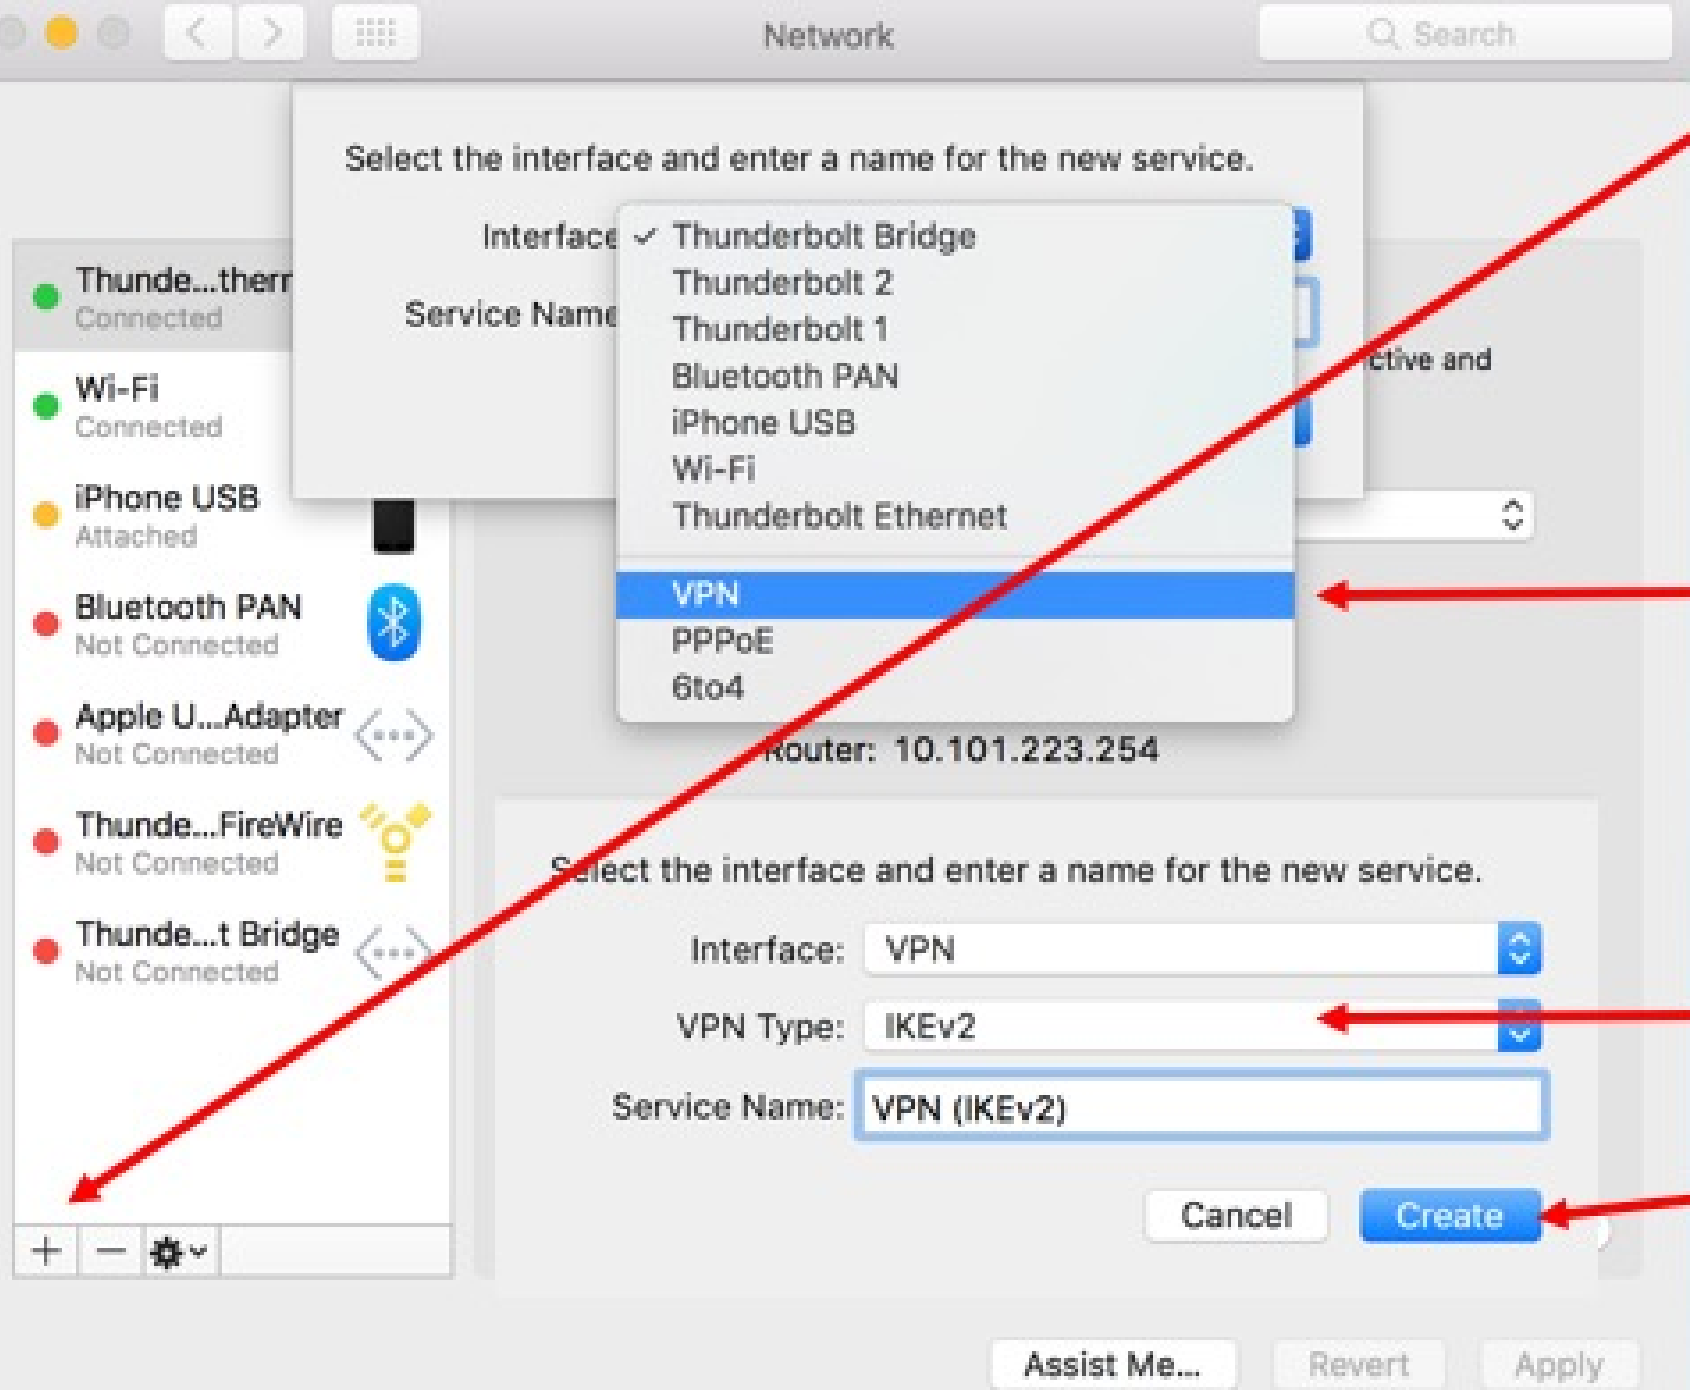 Network
Search
Select the interface and enter a name for the new service.
Interface
✓ Thunderbolt Bridge
Thunderbolt 2
Thunderbolt 1
Bluetooth PAN
iPhone USB
Wi-Fi
Thunderbolt Ethernet
VPN
PPPoE
6to4
Service Name
Thunde...ther
Connected
Wi-Fi
Connected
iPhone USB
Attached
Bluetooth PAN
Not Connected
Apple U...Adapter
Not Connected
Thunde...FireWire
Not Connected
Thunde...t Bridge
Not Connected
ctive and
Router: 10.101.223.254
Select the interface and enter a name for the new service.
Interface: VPN
VPN Type: IKEv2
Service Name: VPN (IKEv2)
Cancel Create
Assist Me... Revert Apply